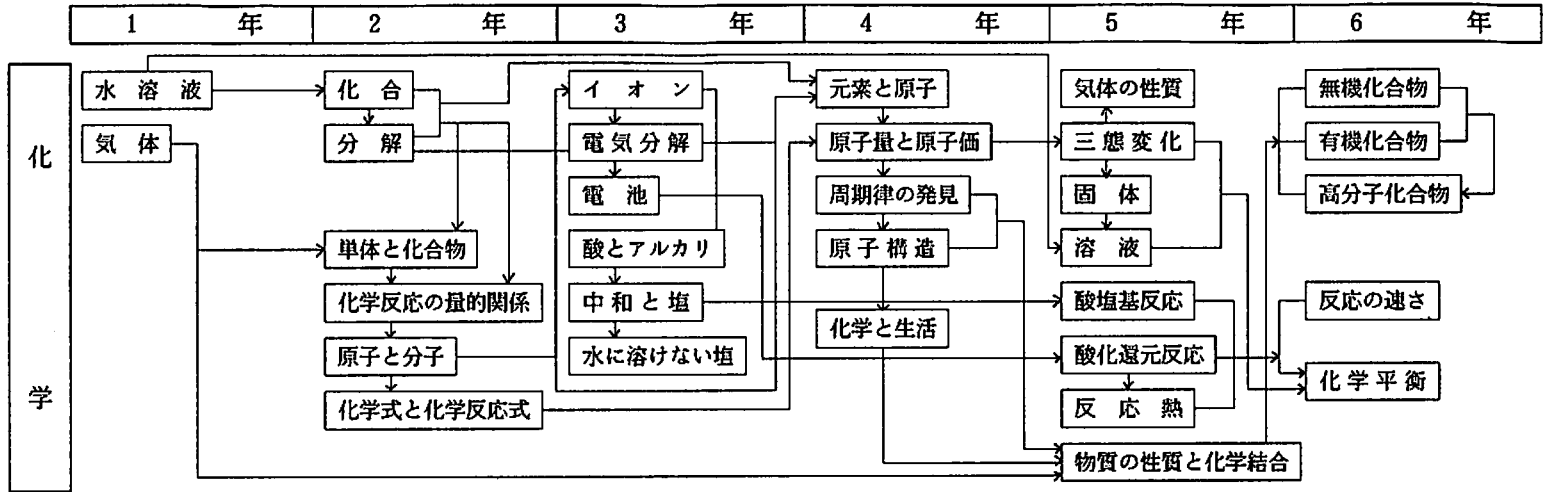 1 年 2 年 3 年 4 年 5 年 6 年
化学
水溶液
気体
化合
分解
単体と化合物
化学反応の量的関係
原子と分子
化学式と化学反応式
イオン
電気分解
電池
酸とアルカリ
中和と塩
水に溶けない塩
元素と原子
原子量と原子価
周期律の発見
原子構造
化学と生活
気体の性質
三態変化
固体
溶液
酸塩基反応
酸化還元反応
反応熱
物質の性質と化学結合
無機化合物
有機化合物
高分子化合物
反応の速さ
化学平衡